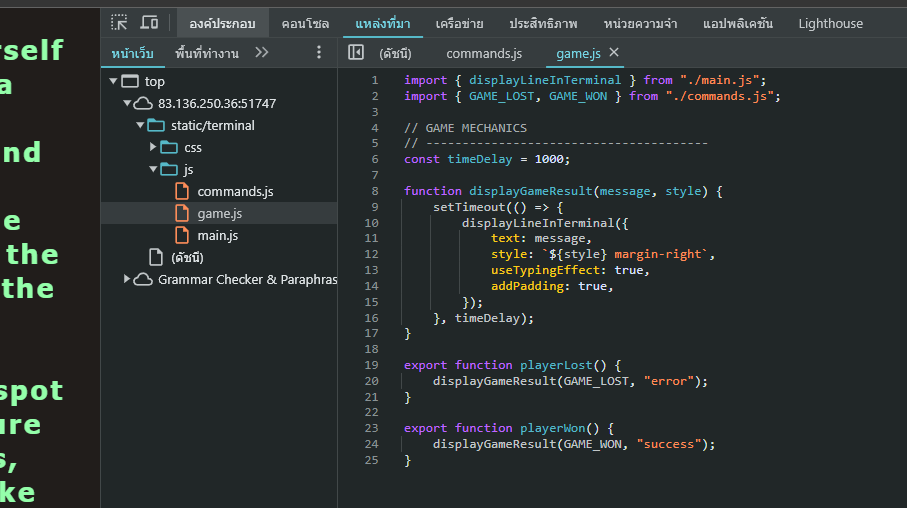 rself
a
nd
e
the
the
spot
ure
s,
ke
องค์ประกอบ คอนโซล แหล่งที่มา เครือข่าย ประสิทธิภาพ หน่วยความจำ แอปพลิเคชัน Lighthouse
หน้าเว็บ พื้นที่ทำงาน
top
83.136.250.36:51747
static/terminal
css
js
commands.js
game.js
main.js
(ดัชนี)
Grammar Checker & Paraphras
(ดัชนี) commands.js game.js ×
1 import { displayLineInTerminal } from "./main.js";
2 import { GAME_LOST, GAME_WON } from "./commands.js";
3
4 // GAME MECHANICS
5 // ---------------------------------------
6 const timeDelay = 1000;
7
8 function displayGameResult(message, style) {
9 setTimeout(() => {
10 displayLineInTerminal({
11 text: message,
12 style: `${style} margin-right`,
13 useTypingEffect: true,
14 addPadding: true,
15 });
16 }, timeDelay);
17 }
18
19 export function playerLost() {
20 displayGameResult(GAME_LOST, "error");
21 }
22
23 export function playerWon() {
24 displayGameResult(GAME_WON, "success");
25 }